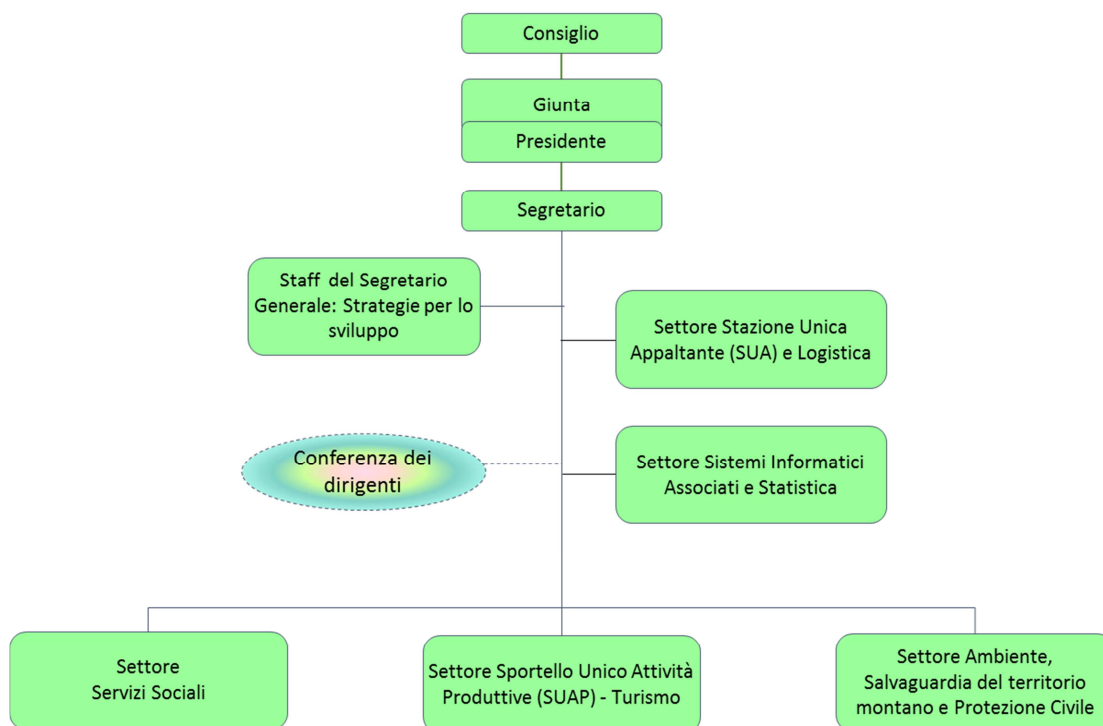 Consiglio
Giunta
Presidente
Segretario
Staff del Segretario
Generale: Strategie per lo
sviluppo
Settore Stazione Unica
Appaltante (SUA) e Logistica
Conferenza dei
dirigenti
Settore Sistemi Informatici
Associati e Statistica
Settore
Servizi Sociali
Settore Sportello Unico Attività
Produttive (SUAP) - Turismo
Settore Ambiente,
Salvaguardia del territorio
montano e Protezione Civile